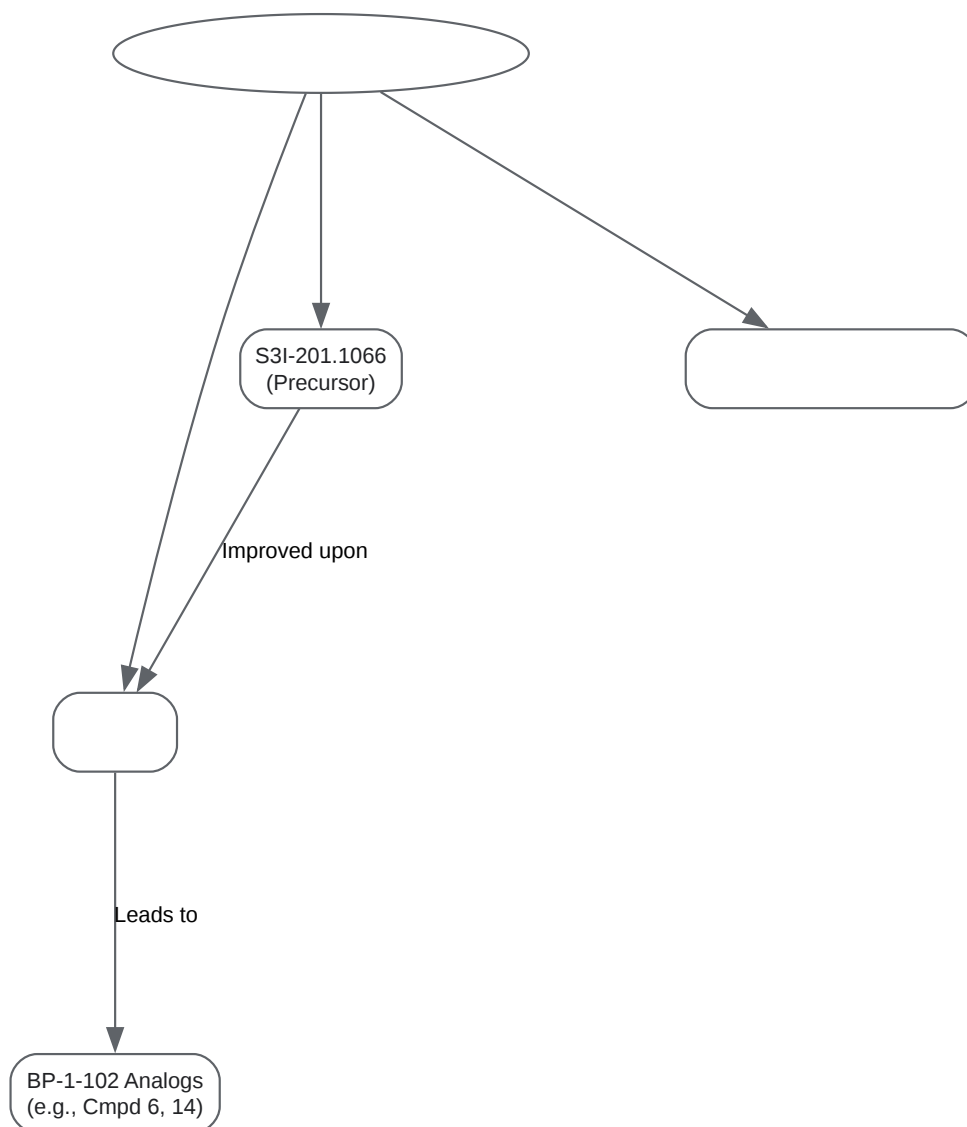 S3I-201.1066
(Precursor)
Improved upon
Leads to
BP-1-102 Analogs
(e.g., Cmpd 6, 14)